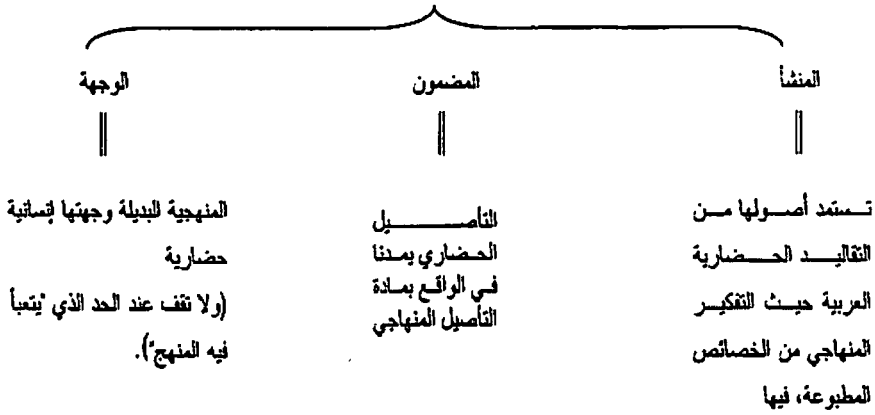 المنشأ
المضمون
الوجهة
تستمد أصولها من
التقاليد الحضارية
العربية حيث التفكير
المنهاجي من الخصائص
المطبوعة، فيها
التأصيل
الحضاري يمدنا
في الواقع بمادة
التأصيل المنهاجي
المنهجية البديلة وجهتها إنسانية
حضارية
(ولا تقف عند الحد الذي "يتعبأ
فيه المنهج").